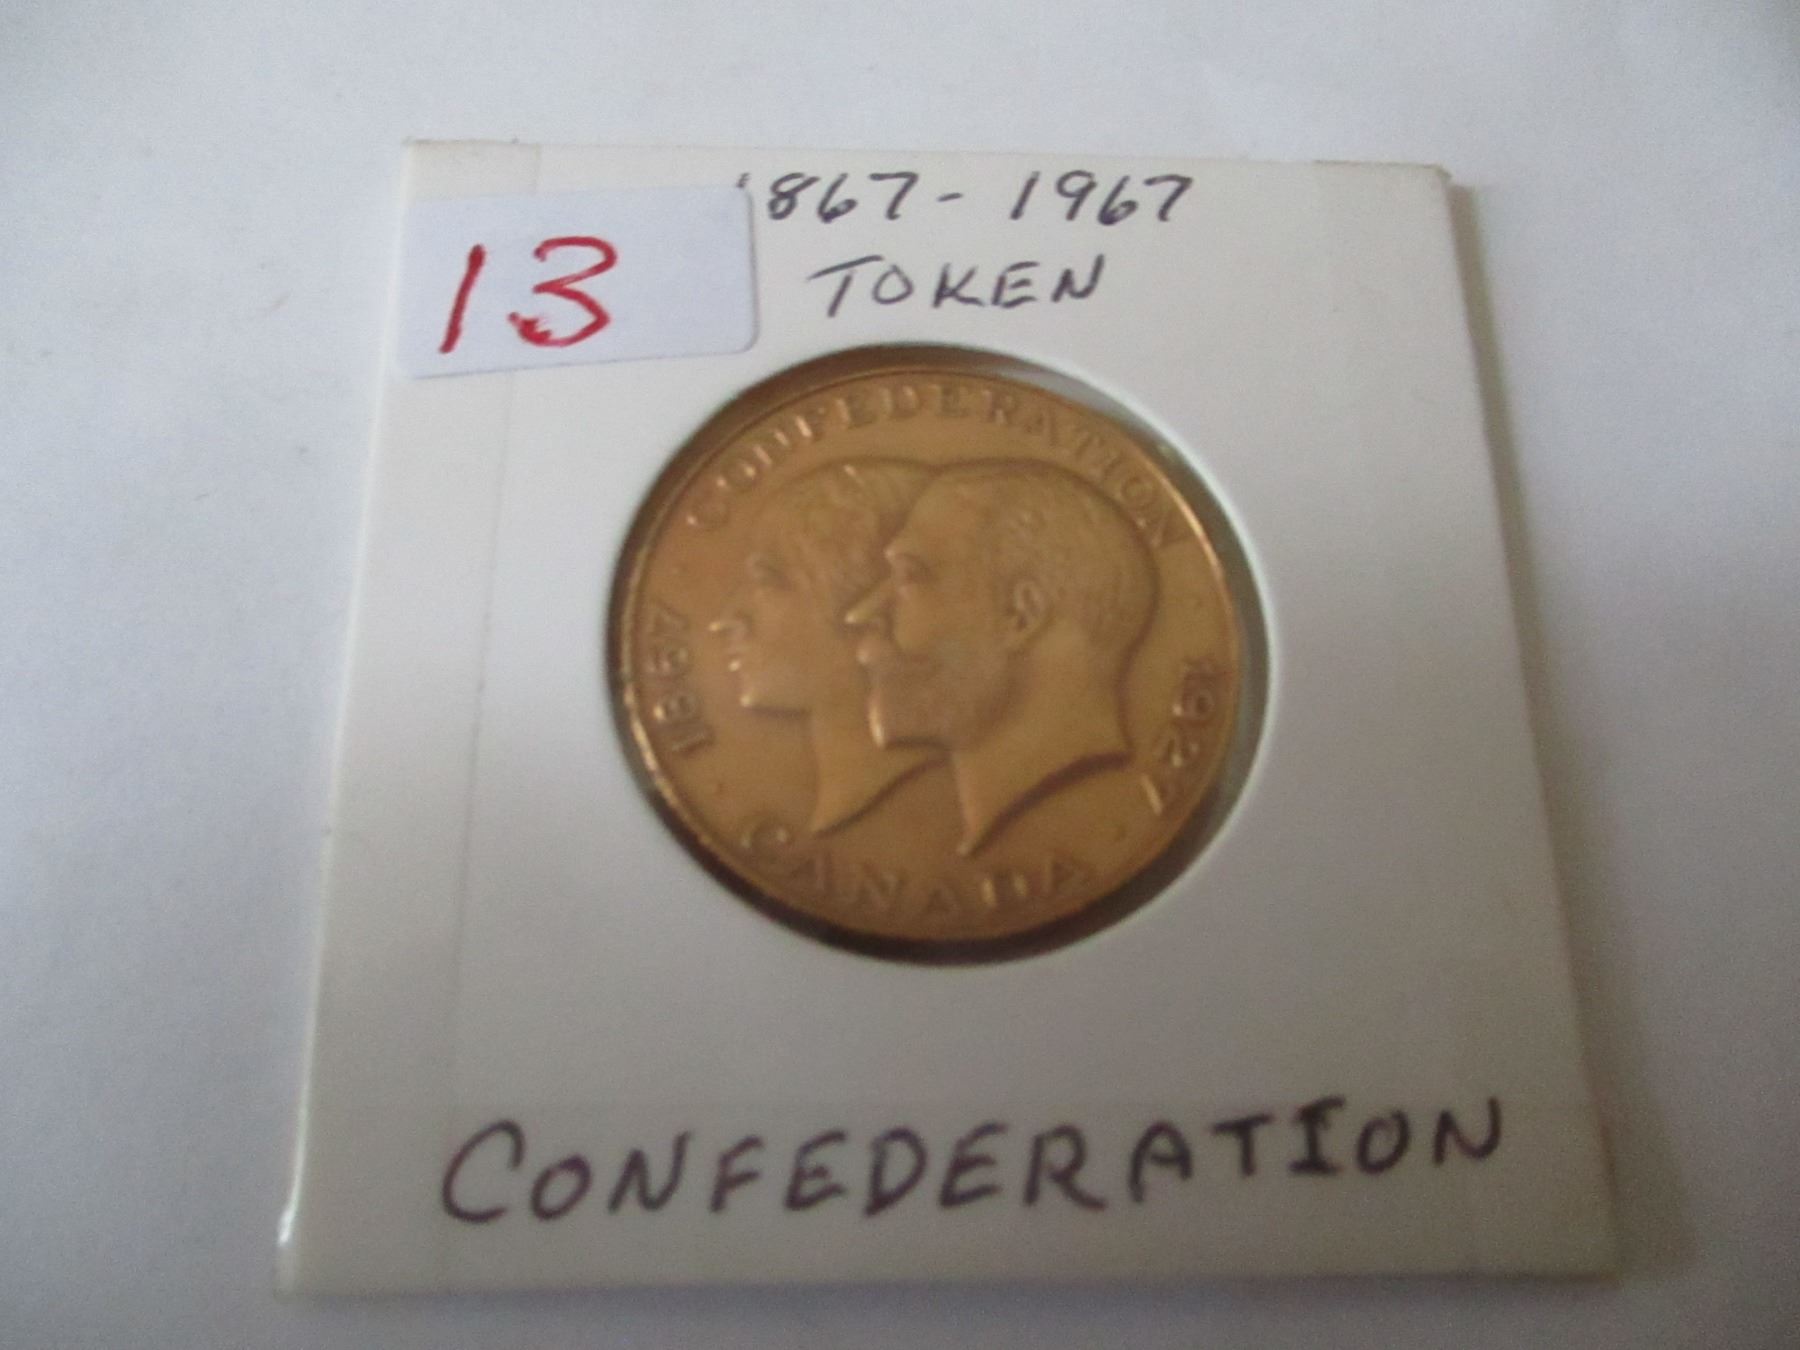 1867 - 1967
13
TOKEN
CONFEDERATION
1867
1927
CANADA
CONFEDERATION